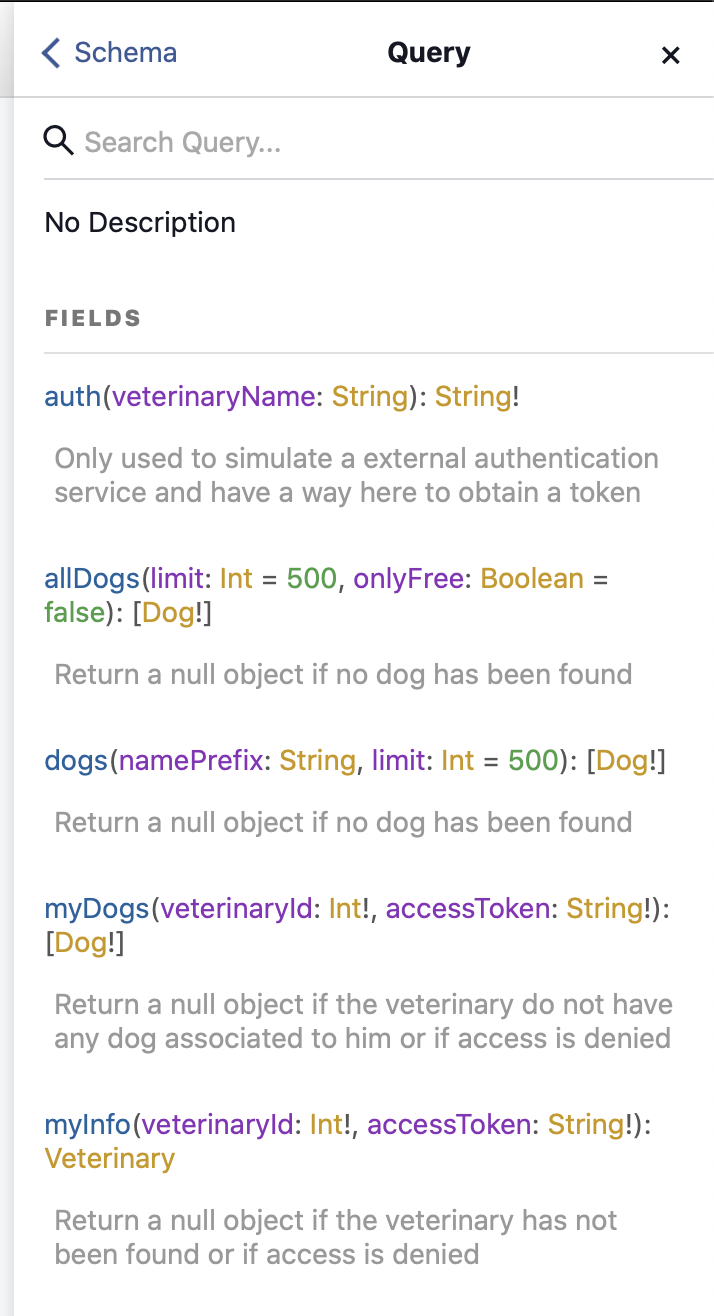 Schema
Query
Search Query...
No Description
FIELDS
auth(veterinaryName: String): String!
Only used to simulate a external authentication
service and have a way here to obtain a token
allDogs(limit: Int = 500, onlyFree: Boolean =
false): [Dog!]
Return a null object if no dog has been found
dogs(namePrefix: String, limit: Int = 500): [Dog!]
Return a null object if no dog has been found
myDogs(veterinaryId: Int!, accessToken: String!):
[Dog!]
Return a null object if the veterinary do not have
any dog associated to him or if access is denied
myInfo(veterinaryId: Int!, accessToken: String!):
Veterinary
Return a null object if the veterinary has not
been found or if access is denied